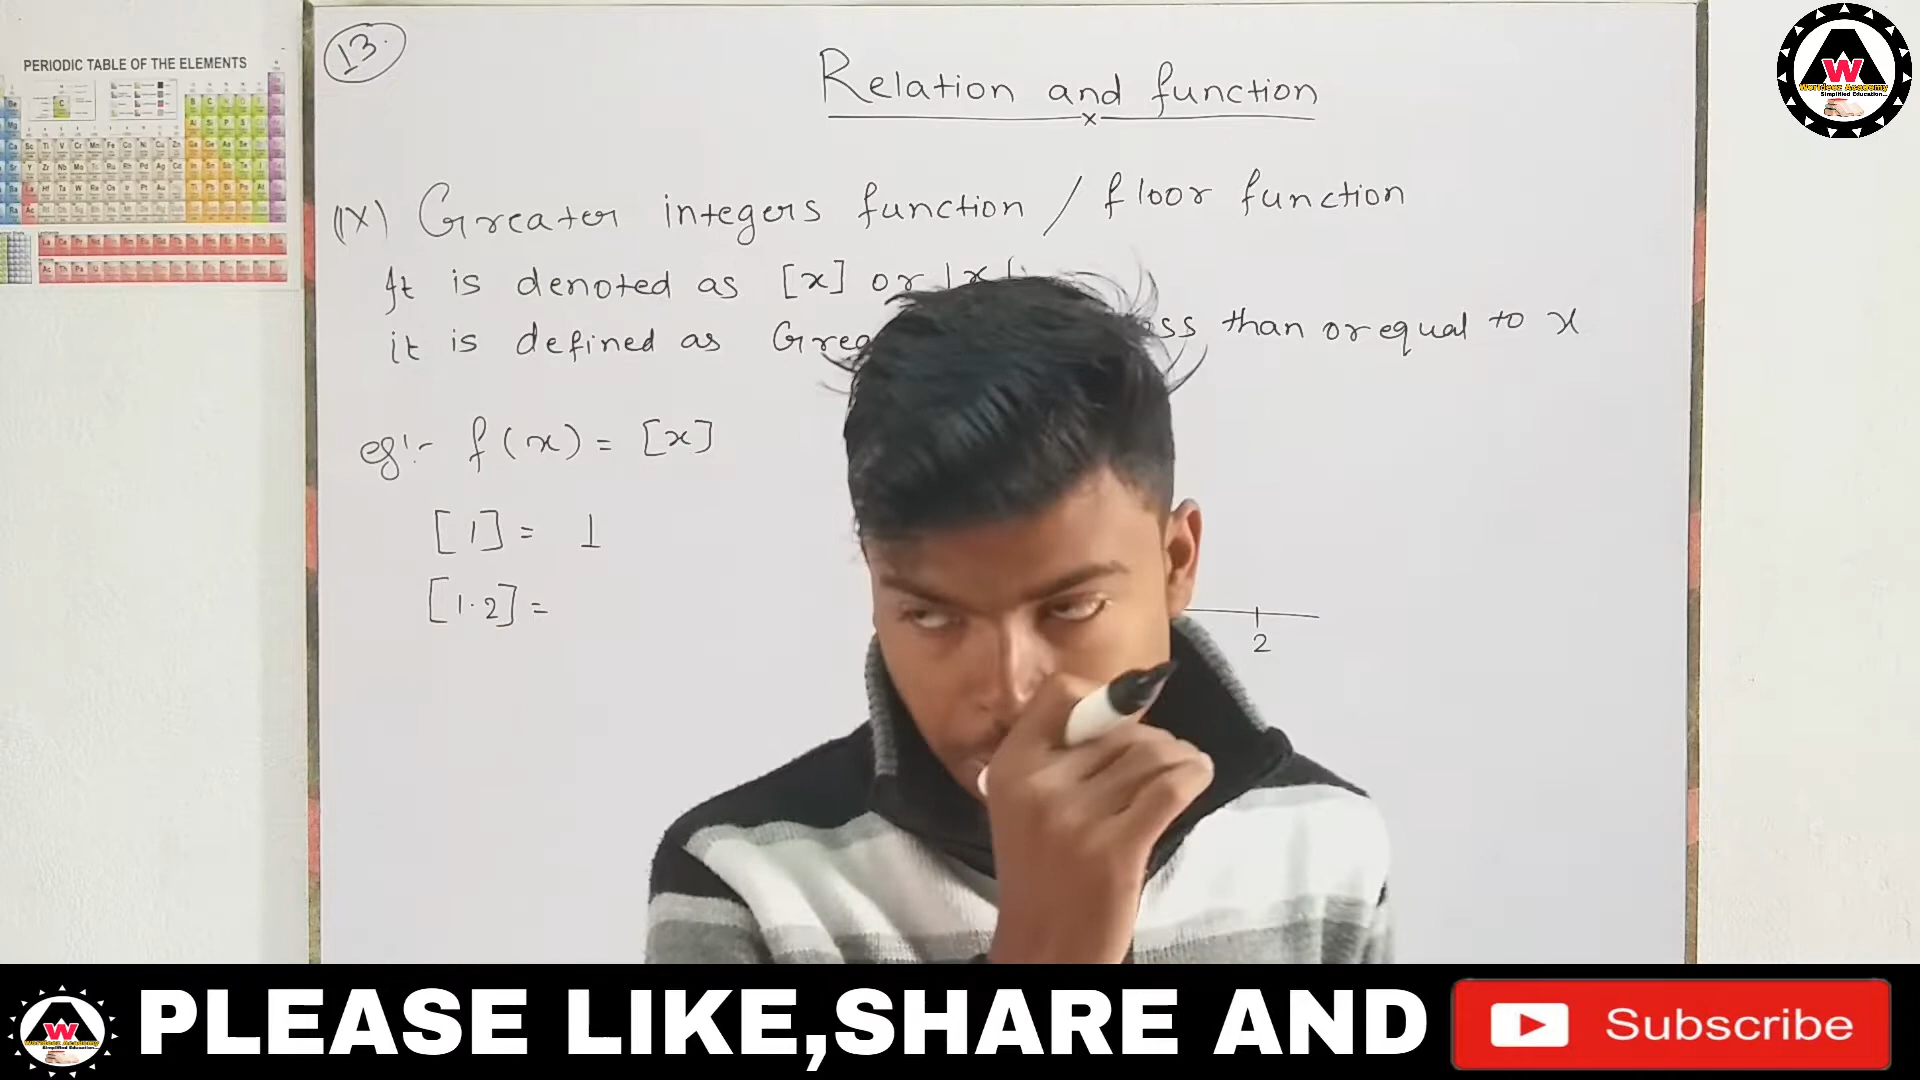 13.
Relation and function
PERIODIC TABLE OF THE ELEMENTS
(IX) Greater integers function / floor function
It is denoted as [x] or
it is defined as than or equal to x
eg:- f(x) = [x]
[1] = 1
[1.2] =
2
W
Simplified Education...
PLEASE LIKE,SHARE AND
Subscribe